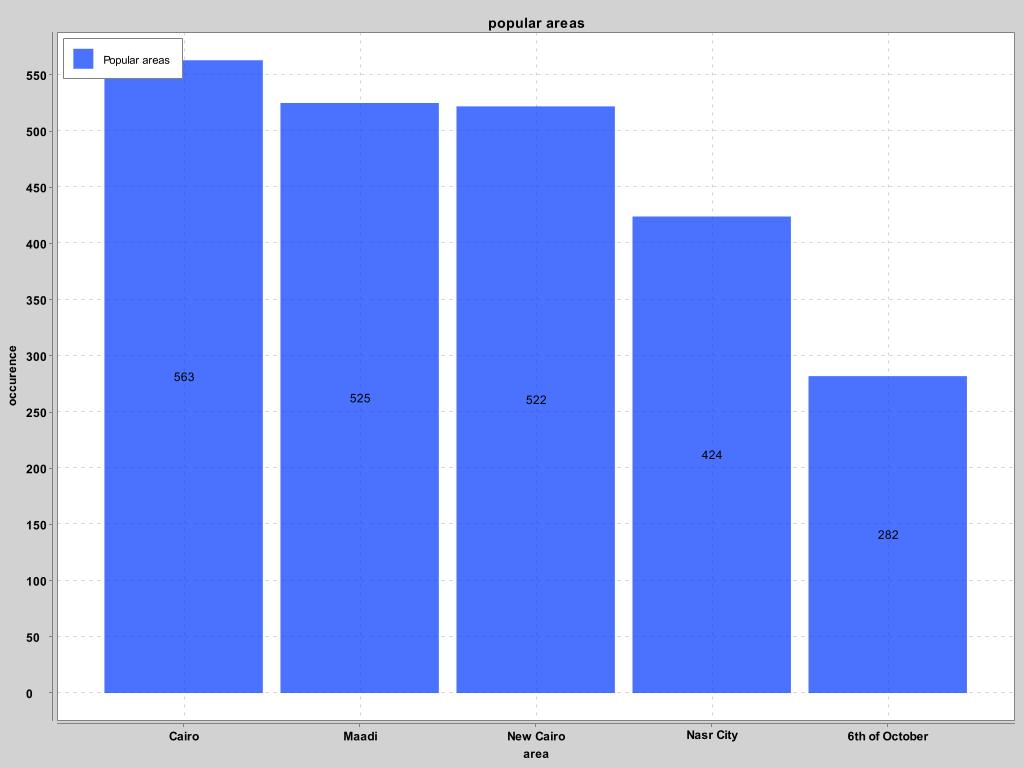 popular areas
Popular areas
550
500
450
400
350
300
250
200
150
100
50
0
occurence
563
525
522
424
282
Cairo
Maadi
New Cairo
Nasr City
6th of October
area